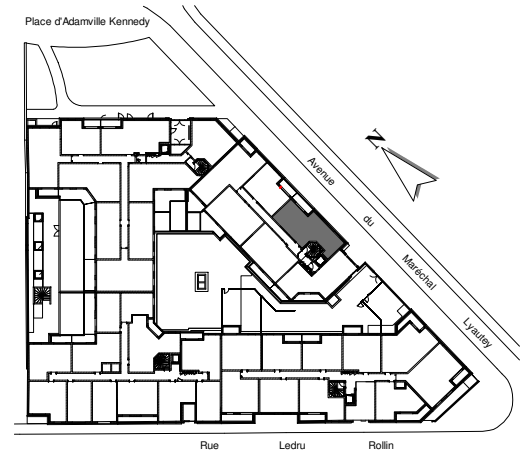 Place d'Adamville Kennedy
N
Avenue du Maréchal Lyautey
Rue Ledru Rollin